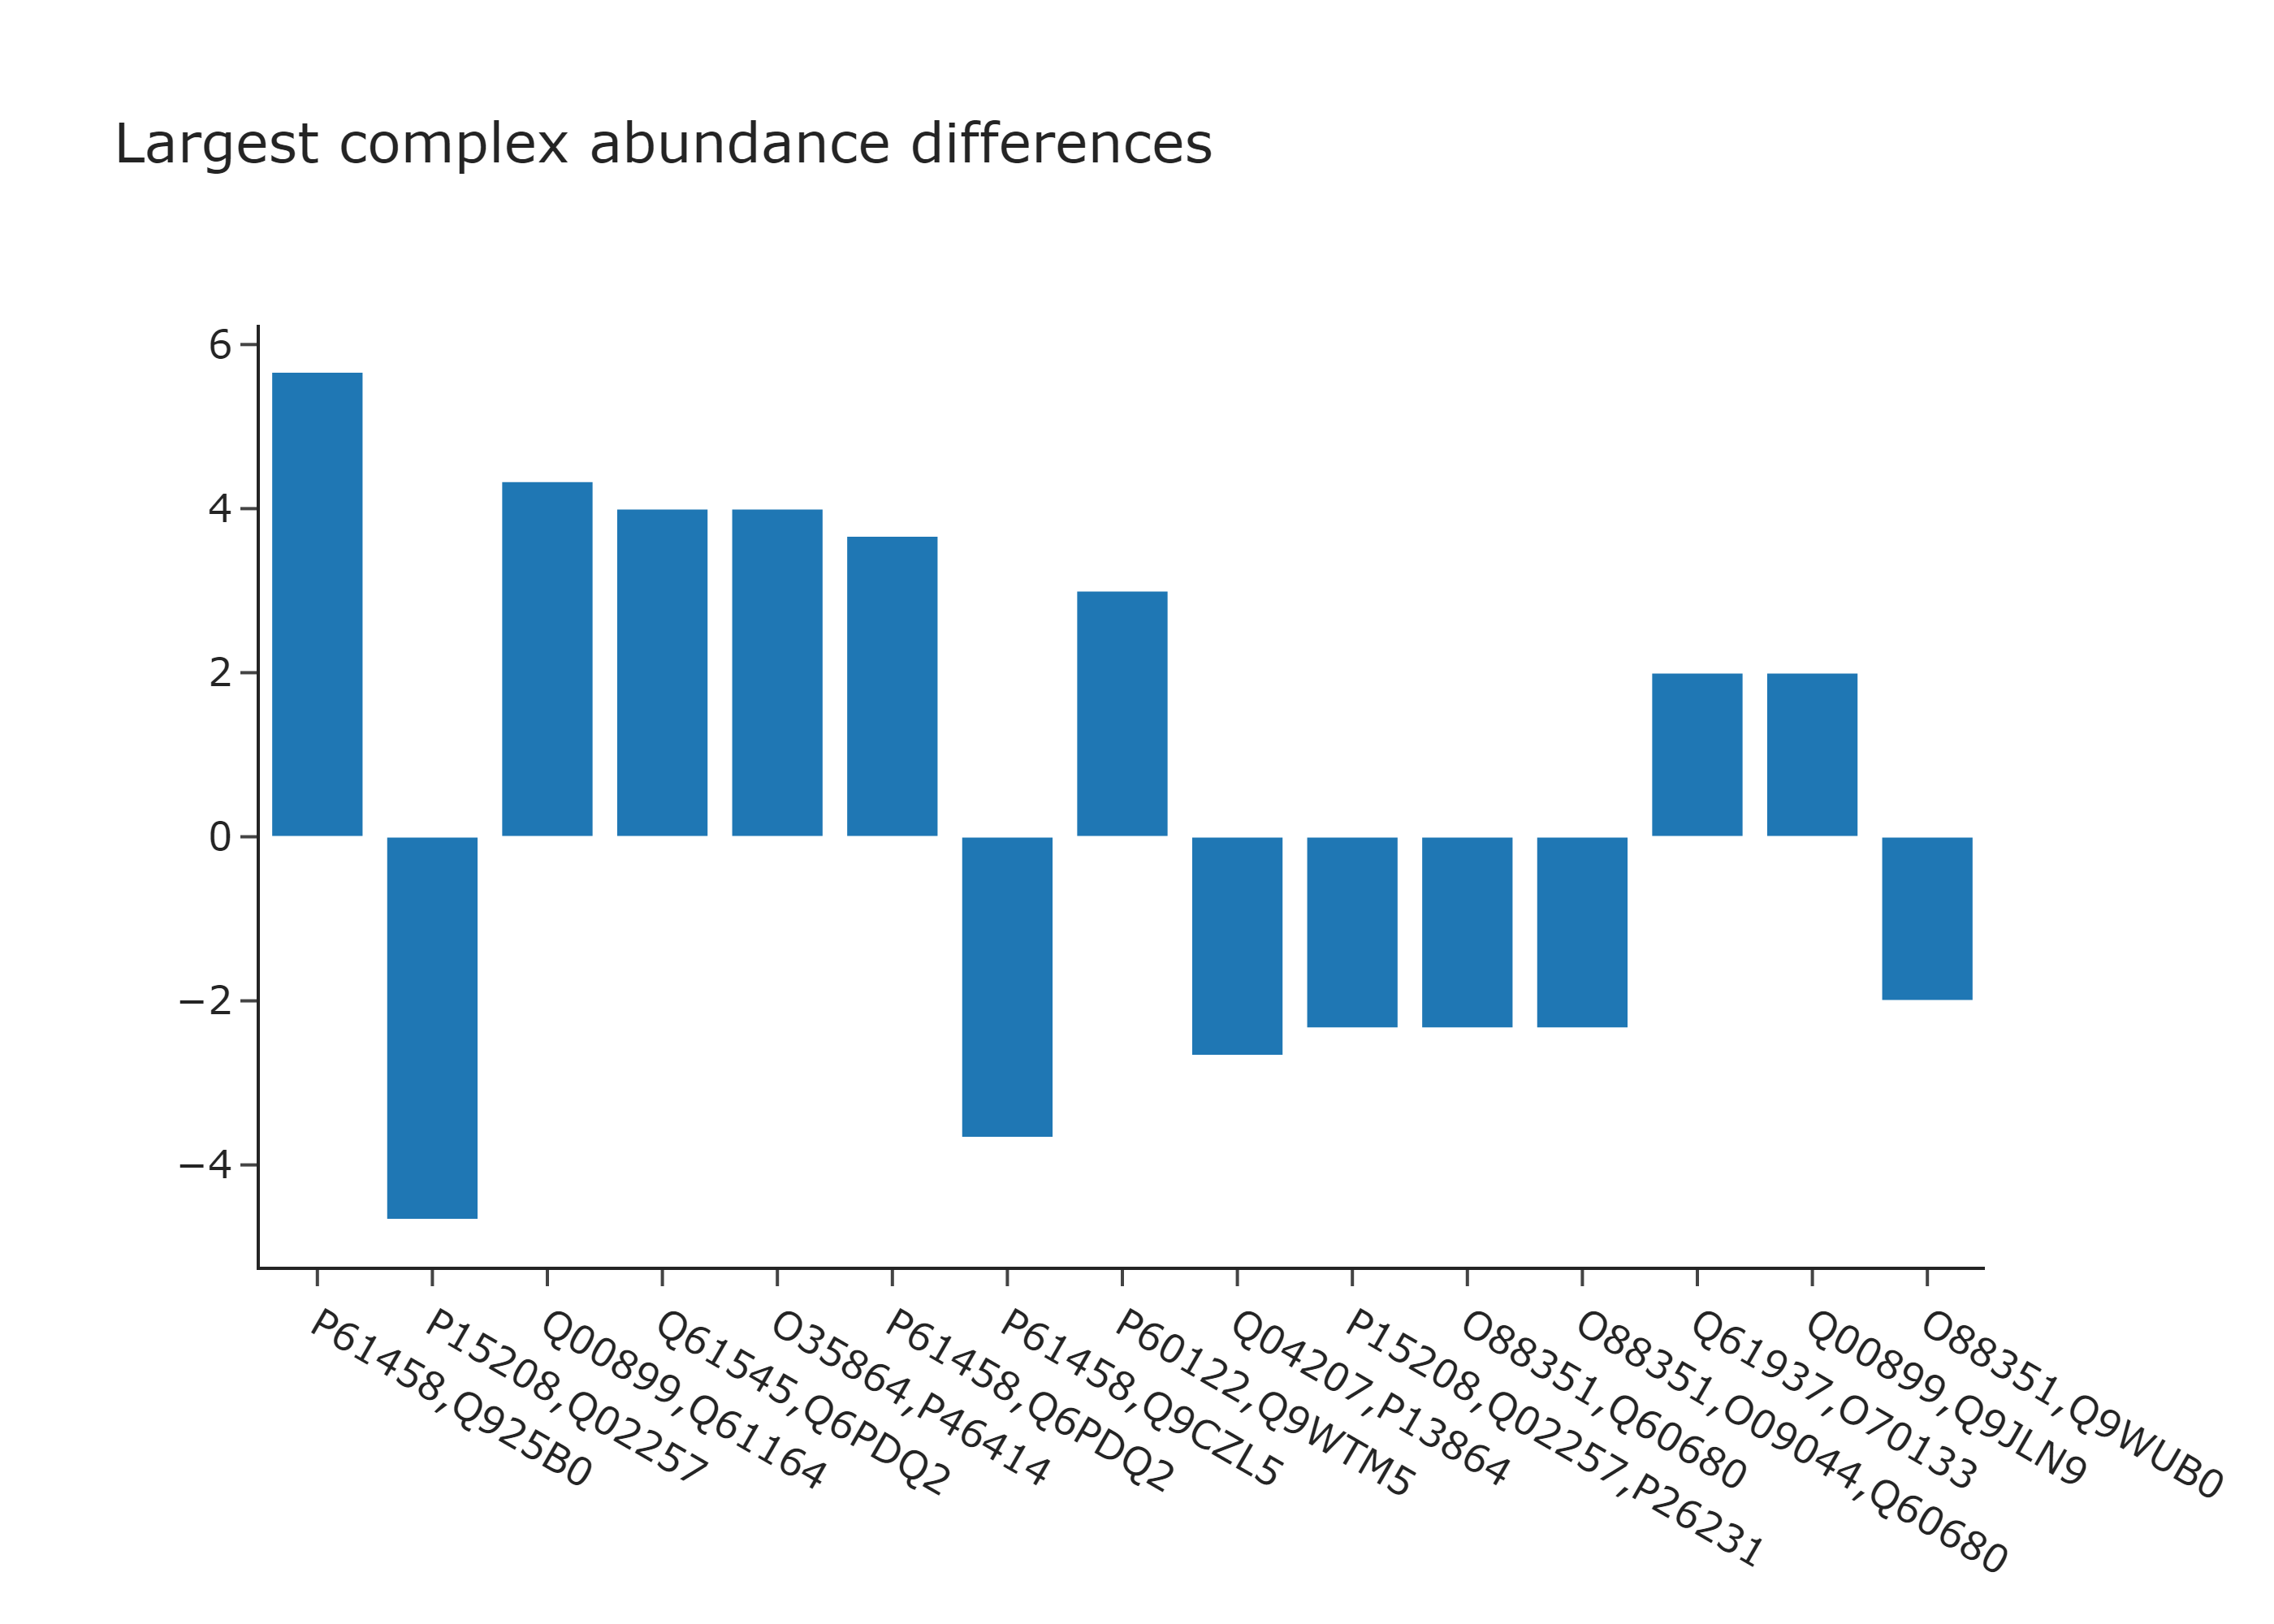 Largest complex abundance differences
6
4
2
0
−2
−4
P61458,Q925B0
P15208,Q02257
Q00899,Q61164
Q61545,Q6PDQ2
O35864,P46414
P61458,Q6PDQ2
P61458,Q9CZL5
P60122,Q9WTM5
Q04207,P13864
P15208,Q02257,P26231
O88351,Q60680
O88351,O09044,Q60680
Q61937,O70133
Q00899,Q9JLN9
O88351,Q9WUB0